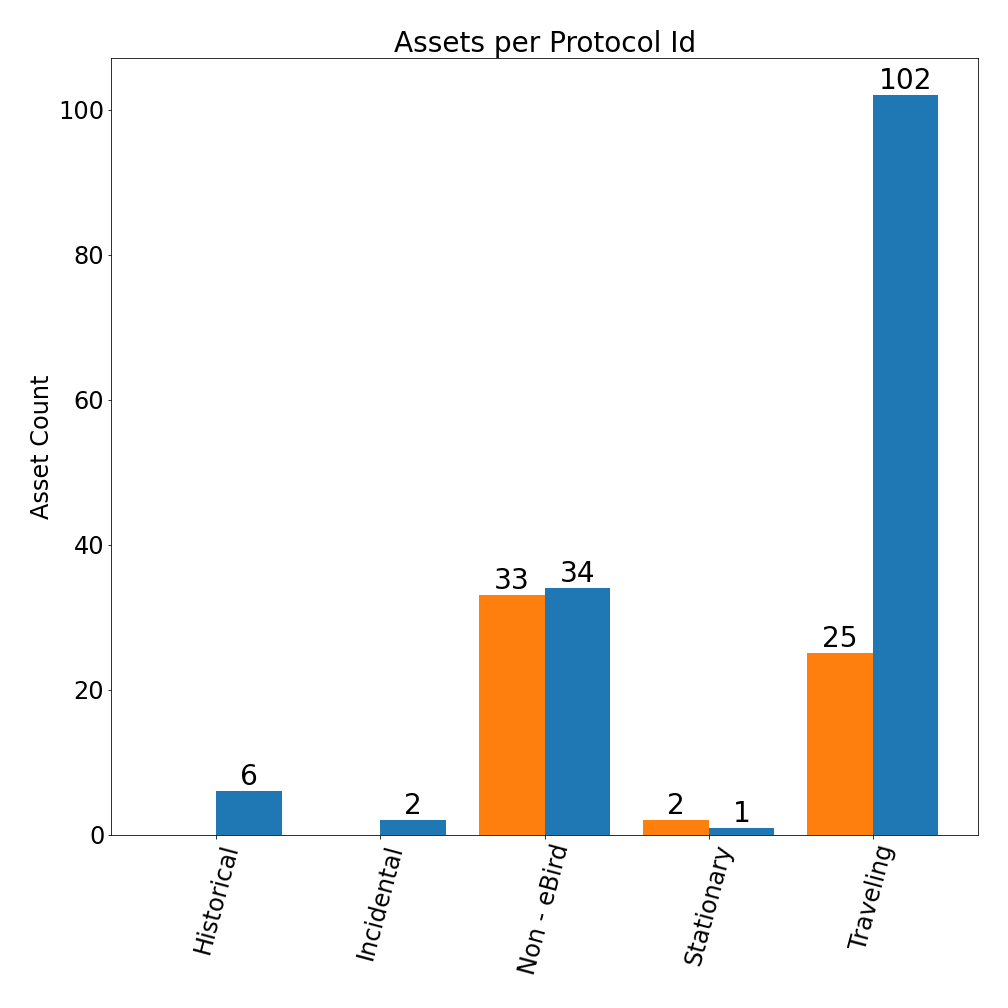 Assets per Protocol Id
102
100
80
60
40
20
0
Asset Count
6
2
33
34
2
1
25
Historical
Incidental
Non - eBird
Stationary
Traveling